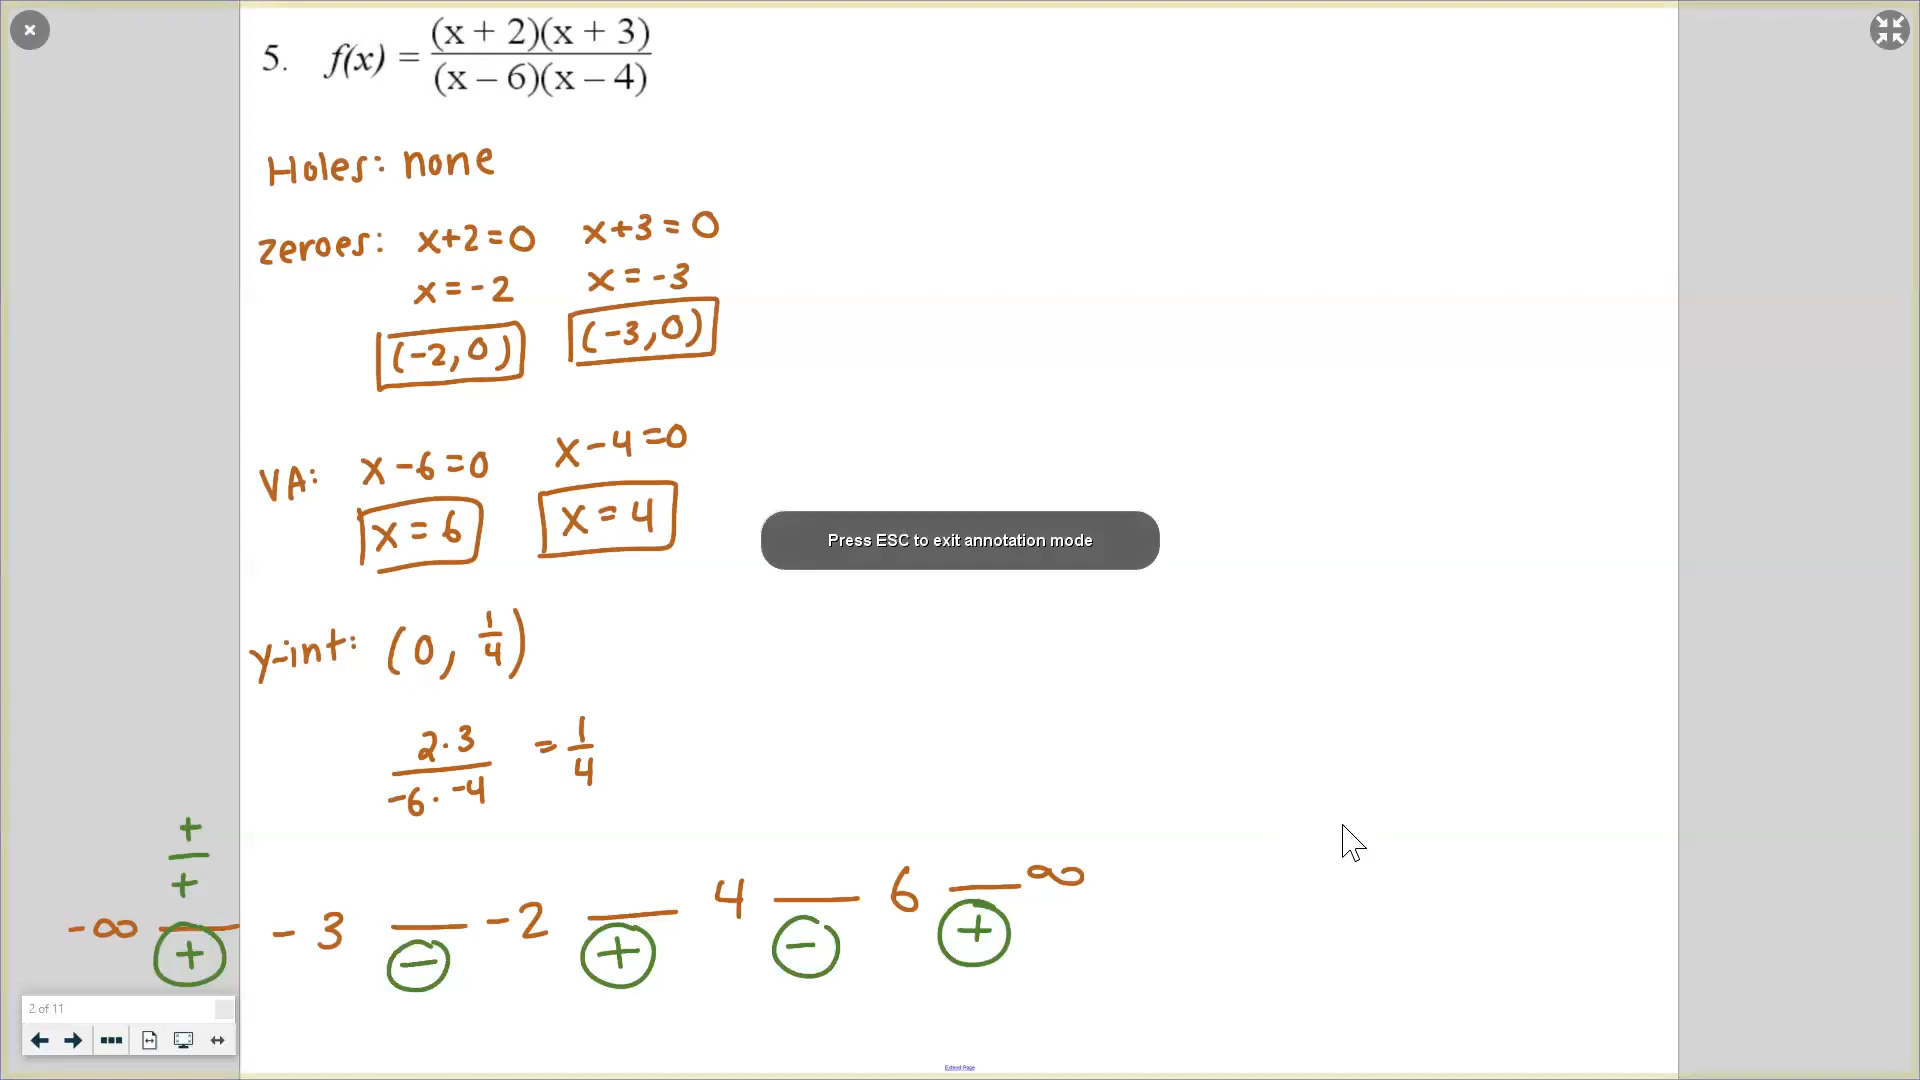 5. f(x) = (x + 2)(x + 3) / (x – 6)(x – 4)
Holes: none
zeroes: x+2=0 x+3=0
x=-2 x=-3
(-2,0) (-3,0)
VA: x-6=0 x-4=0
x=6 x=4
Press ESC to exit annotation mode
y-int: (0, 1/4)
2·3 / -6·-4 = 1/4
+ / +
-∞ -3 -2 4 6 ∞
+ - + - +
2 of 11
Extend Page